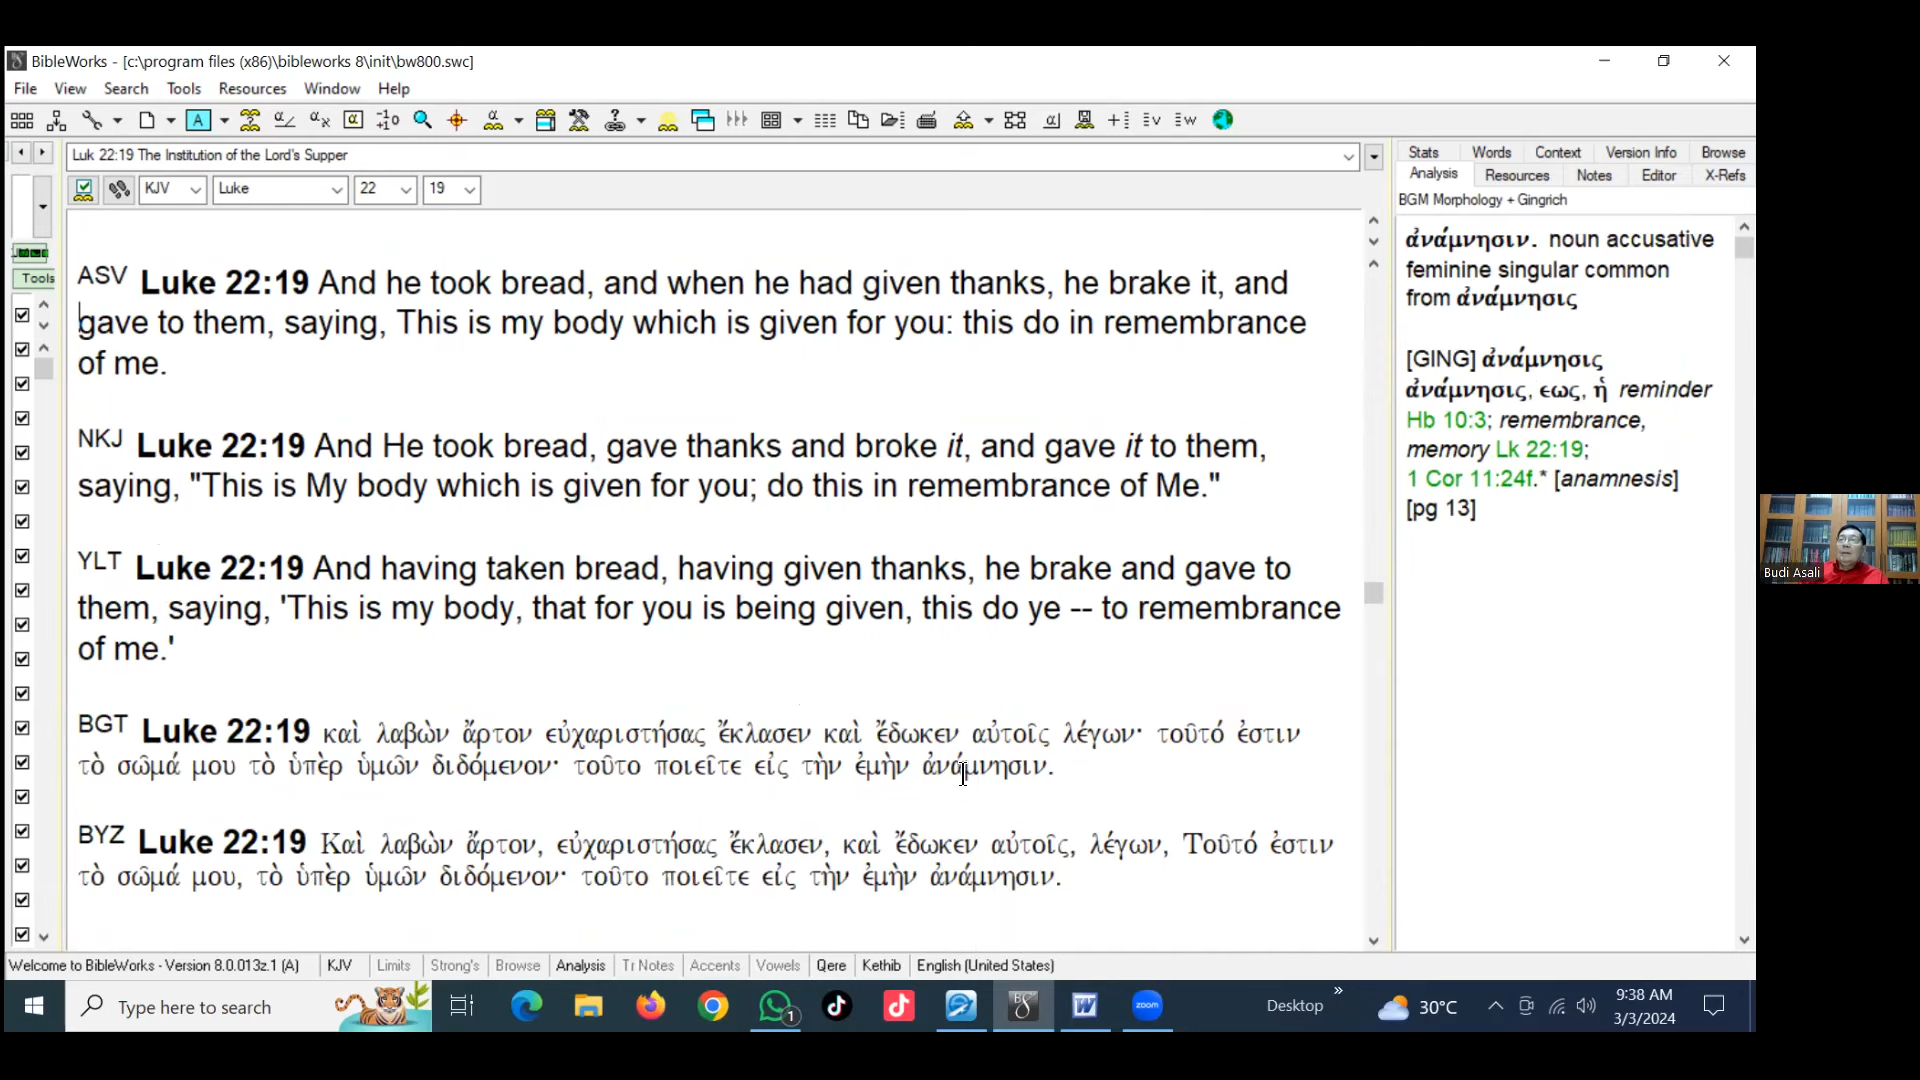 BibleWorks - [c:\program files (x86)\bibleworks 8\init\bw800.swc]
File View Search Tools Resources Window Help
Luk 22:19 The Institution of the Lord's Supper
KJV Luke 22 19
Tools
ASV Luke 22:19 And he took bread, and when he had given thanks, he brake it, and
gave to them, saying, This is my body which is given for you: this do in remembrance
of me.
NKJ Luke 22:19 And He took bread, gave thanks and broke it, and gave it to them,
saying, "This is My body which is given for you; do this in remembrance of Me."
YLT Luke 22:19 And having taken bread, having given thanks, he brake and gave to
them, saying, 'This is my body, that for you is being given, this do ye -- to remembrance
of me.'
BGT Luke 22:19 καὶ λαβὼν ἄρτον εὐχαριστήσας ἔκλασεν καὶ ἔδωκεν αὐτοῖς λέγων· τοῦτό ἐστιν
τὸ σῶμά μου τὸ ὑπὲρ ὑμῶν διδόμενον· τοῦτο ποιεῖτε εἰς τὴν ἐμὴν ἀνάμνησιν.
BYZ Luke 22:19 Καὶ λαβὼν ἄρτον, εὐχαριστήσας ἔκλασεν, καὶ ἔδωκεν αὐτοῖς, λέγων, Τοῦτό ἐστιν
τὸ σῶμά μου, τὸ ὑπὲρ ὑμῶν διδόμενον· τοῦτο ποιεῖτε εἰς τὴν ἐμὴν ἀνάμνησιν.
Stats Words Context Version Info Browse
Analysis Resources Notes Editor X-Refs
BGM Morphology + Gingrich
ἀνάμνησιν. noun accusative
feminine singular common
from ἀνάμνησις
[GING] ἀνάμνησις
ἀνάμνησις, εως, ἡ reminder
Hb 10:3; remembrance,
memory Lk 22:19;
1 Cor 11:24f.* [anamnesis]
[pg 13]
Budi Asali
Welcome to BibleWorks - Version 8.0.013z.1 (A) KJV Limits Strong's Browse Analysis Tr Notes Accents Vowels Qere Kethib English (United States)
Type here to search
1
zoom
Desktop
30°C
9:38 AM
3/3/2024